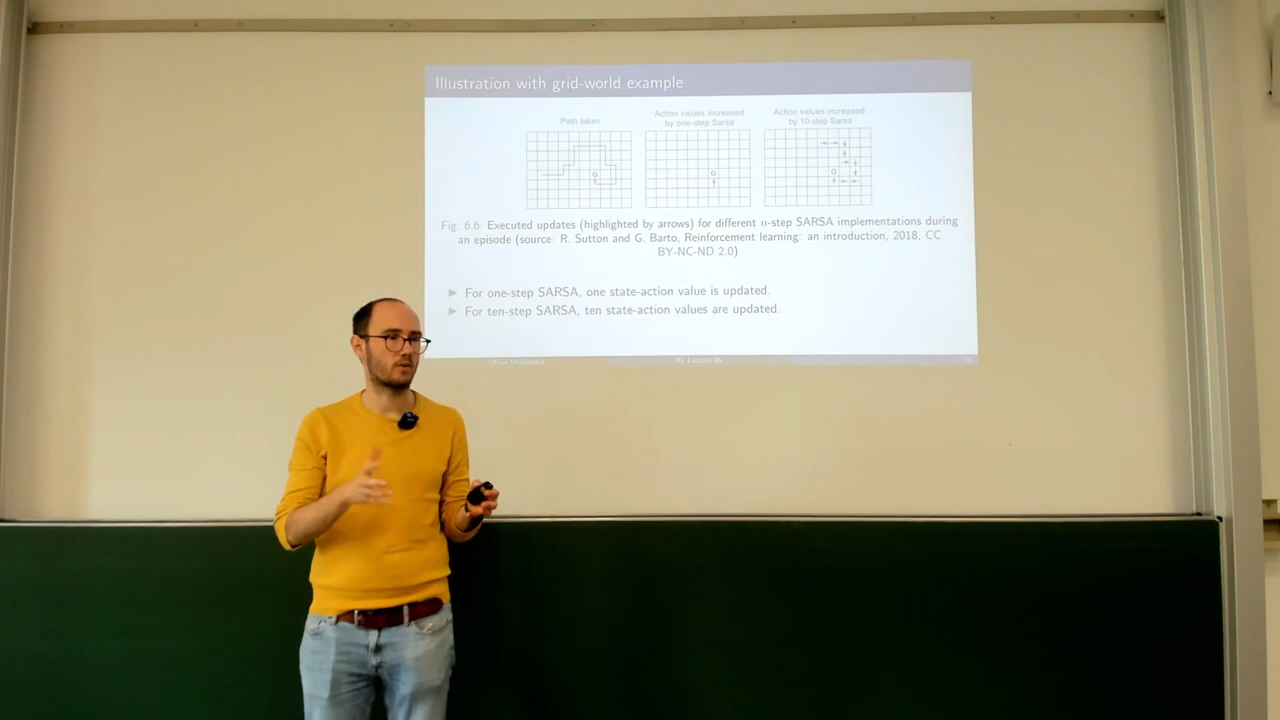 Illustration with grid-world example
Path taken
Action values increased
by one-step Sarsa
Action values increased
by 10-step Sarsa
G
G
G
Fig. 6.6: Executed updates (highlighted by arrows) for different n-step SARSA implementations during
an episode (source: R. Sutton and G. Barto, Reinforcement learning: an introduction, 2018, CC
BY-NC-ND 2.0)
► For one-step SARSA, one state-action value is updated.
► For ten-step SARSA, ten state-action values are updated.
RL Lecture 06